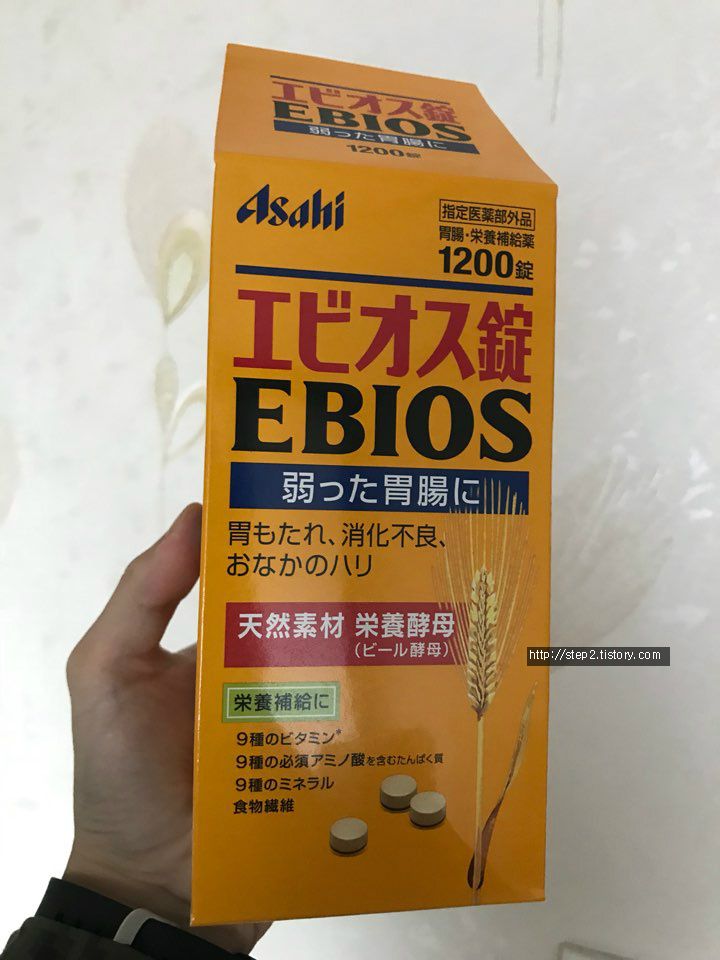 エビオス錠
EBIOS
弱った胃腸に
1200錠
Asahi
指定医薬部外品
胃腸・栄養補給薬
1200錠
エビオス錠
EBIOS
弱った胃腸に
胃もたれ、消化不良、
おなかのハリ
天然素材 栄養酵母
(ビール酵母)
http://step2.tistory.com
栄養補給に
9種のビタミン*
9種の必須アミノ酸を含むたんぱく質
9種のミネラル
食物繊維